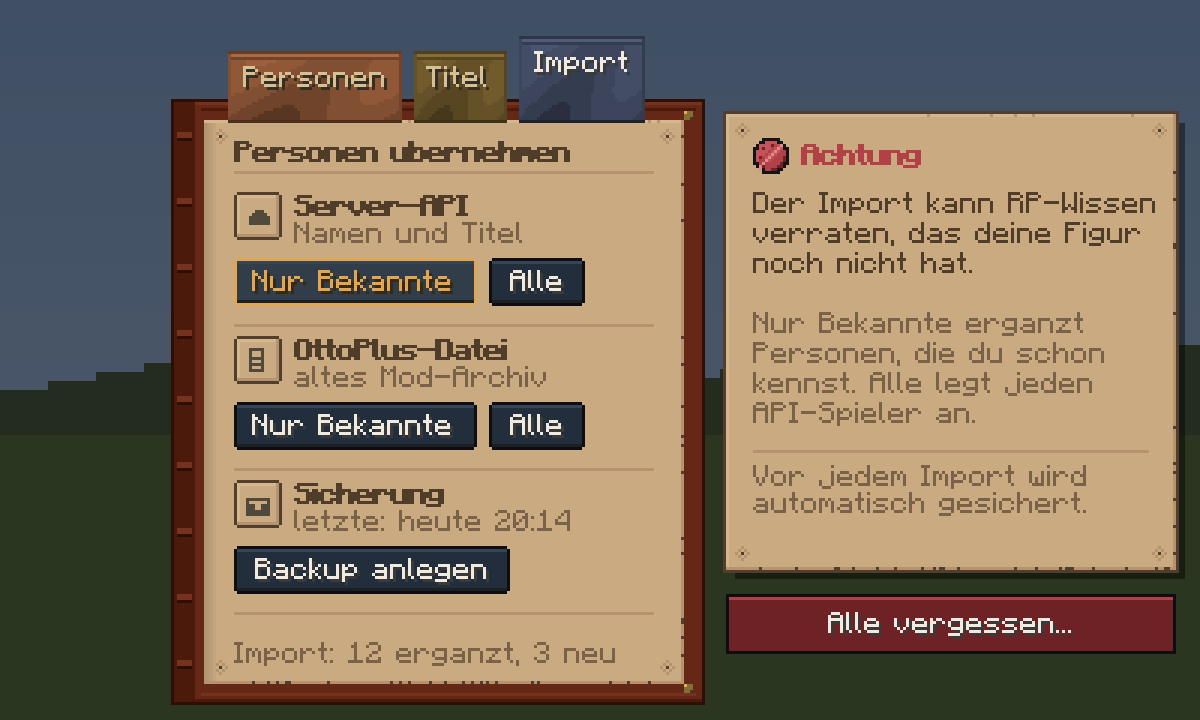 Personen
Titel
Import
Personen ubernehmen
Server-API
Namen und Titel
Nur Bekannte
Alle
OttoPlus-Datei
altes Mod-Archiv
Nur Bekannte
Alle
Sicherung
letzte: heute 20:14
Backup anlegen
Import: 12 erganzt, 3 neu
Achtung
Der Import kann RP-Wissen
verraten, das deine Figur
noch nicht hat.
Nur Bekannte erganzt
Personen, die du schon
kennst. Alle legt jeden
API-Spieler an.
Vor jedem Import wird
automatisch gesichert.
Alle vergessen...